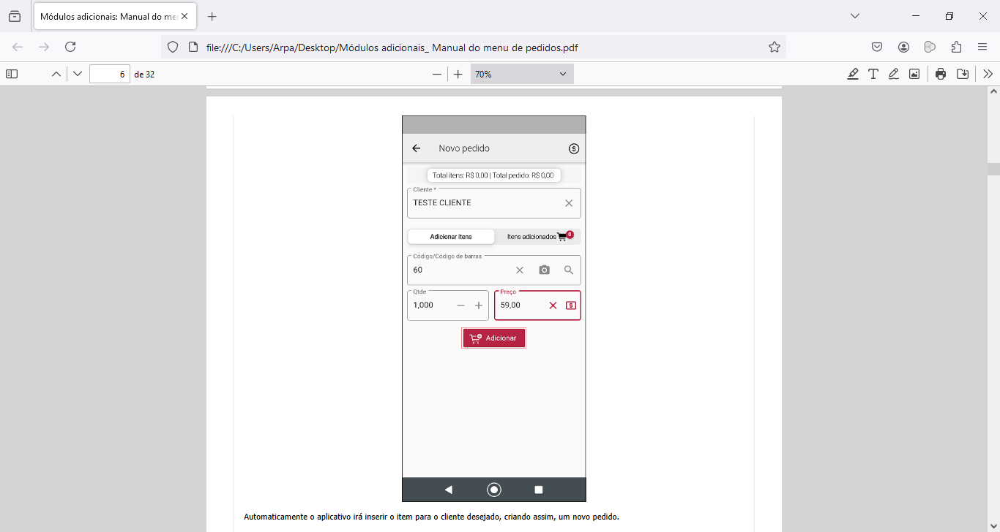 Módulos adicionais: Manual do me
file:///C:/Users/Arpa/Desktop/Módulos adicionais_ Manual do menu de pedidos.pdf
6 de 32
70%
Novo pedido
Total itens: R$ 0,00 | Total pedido: R$ 0,00
Cliente *
TESTE CLIENTE
Adicionar itens
Itens adicionados 0
Código/Código de barras
60
Qtde
Preço
1,000
59,00
Adicionar
Automaticamente o aplicativo irá inserir o item para o cliente desejado, criando assim, um novo pedido.